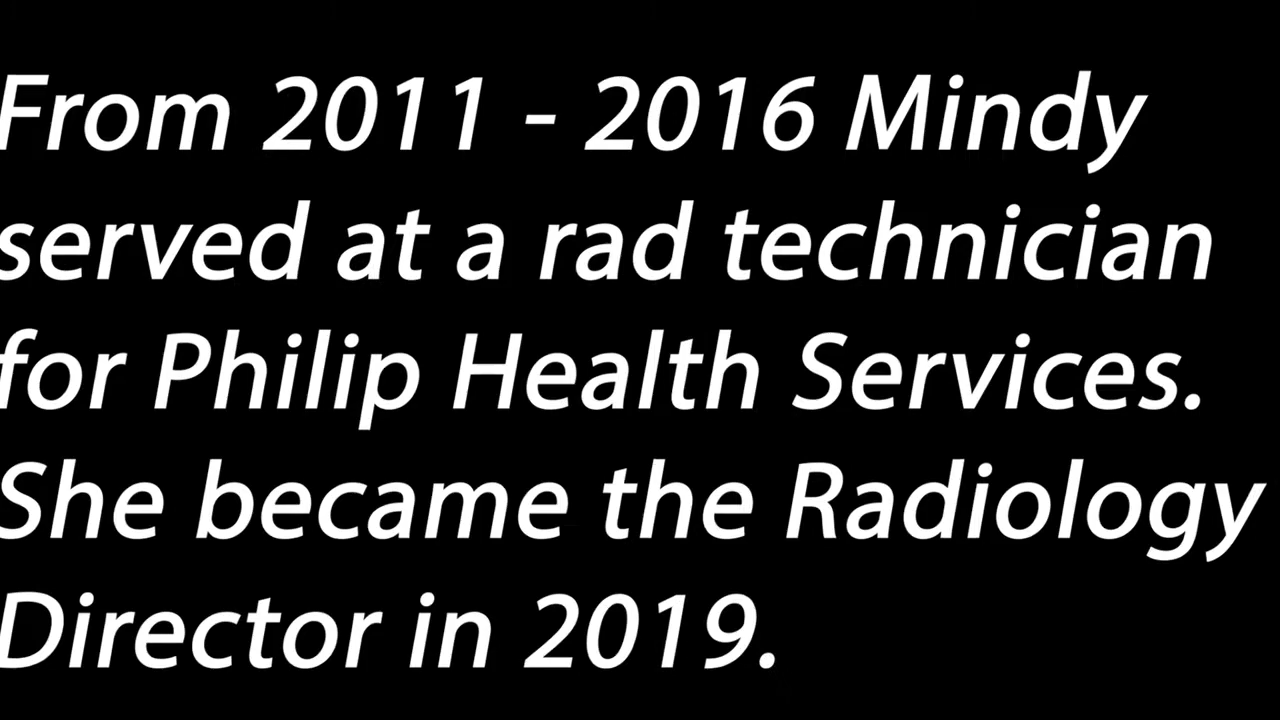 From 2011 - 2016 Mindy
served at a rad technician
for Philip Health Services.
She became the Radiology
Director in 2019.